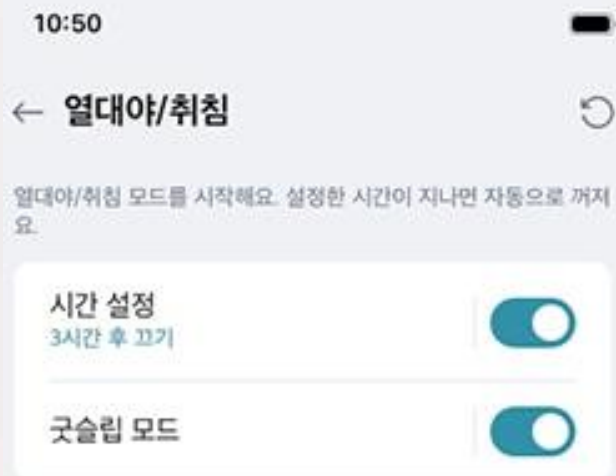 10:50
열대야/취침
열대야/취침 모드를 시작해요. 설정한 시간이 지나면 자동으로 꺼져
요.
시간 설정
3시간 후 끄기
굿슬립 모드